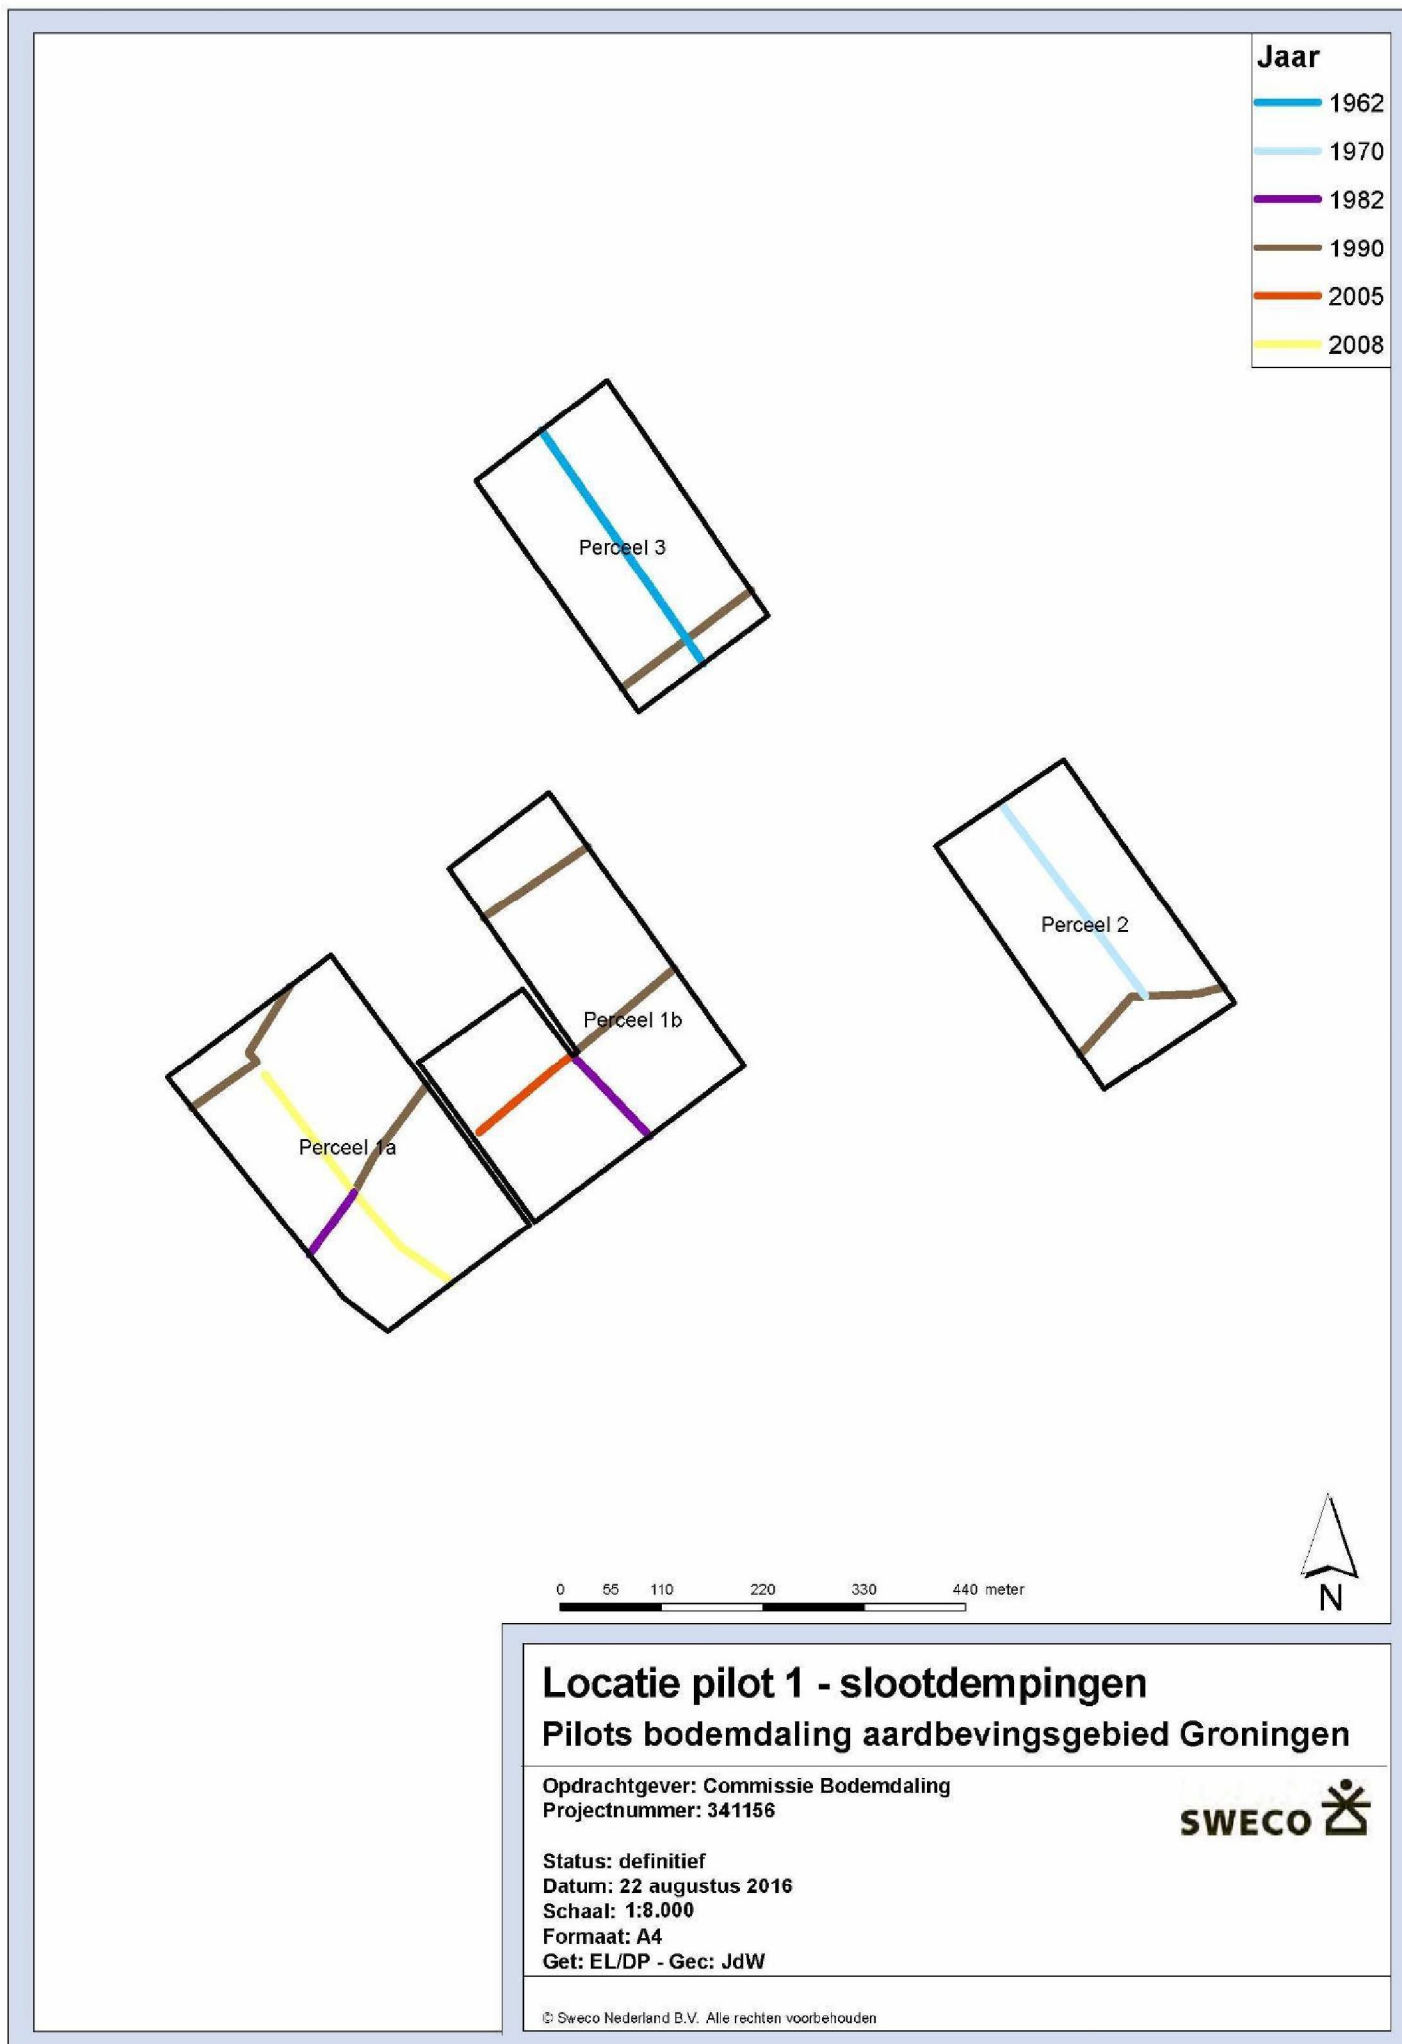 Jaar
1962
1970
1982
1990
2005
2008
Perceel 3
Perceel 2
Perceel 1b
Perceel 1a
0 55 110 220 330 440 meter
N
Locatie pilot 1 - slootdempingen
Pilots bodemdaling aardbevingsgebied Groningen
Opdrachtgever: Commissie Bodemdaling
Projectnummer: 341156
SWECO
Status: definitief
Datum: 22 augustus 2016
Schaal: 1:8.000
Formaat: A4
Get: EL/DP - Gec: JdW
© Sweco Nederland B.V. Alle rechten voorbehouden